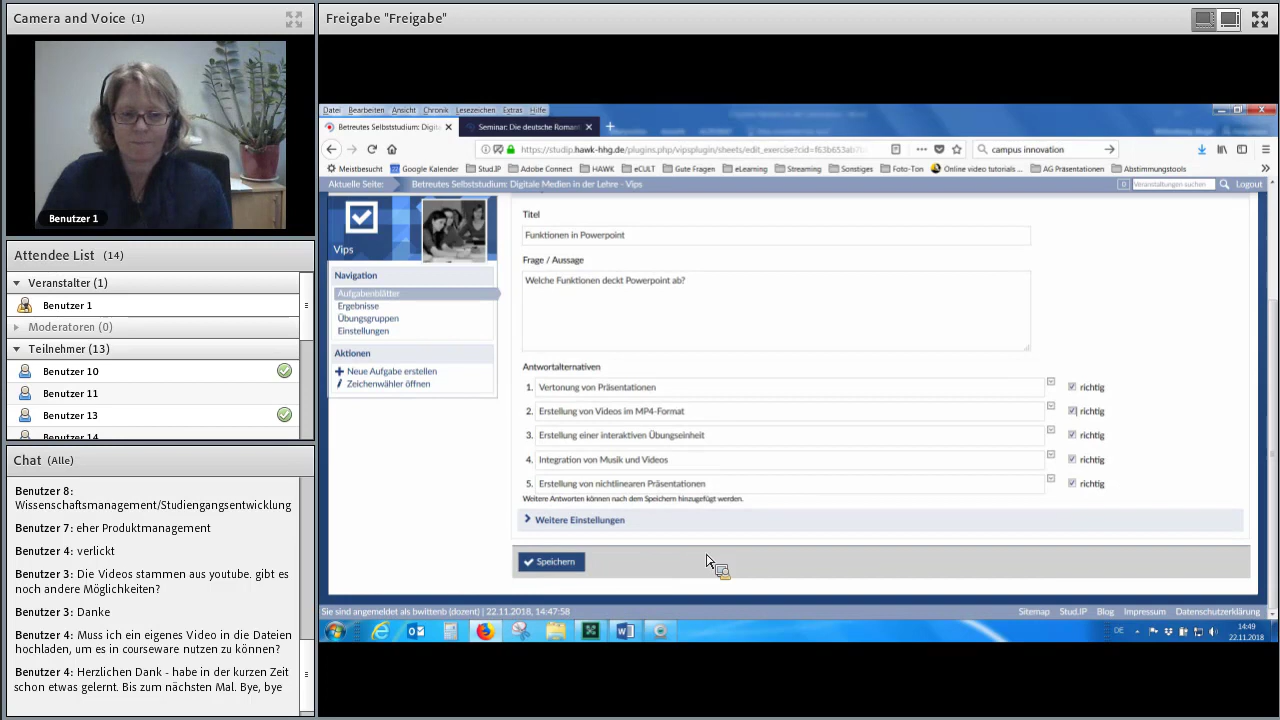 Camera and Voice (1)
Benutzer 1
Attendee List (14)
Veranstalter (1)
Benutzer 1
Moderatoren (0)
Teilnehmer (13)
Benutzer 10
Benutzer 11
Benutzer 13
Benutzer 14
Chat (Alle)
Benutzer 8:
Wissenschaftsmanagement/Studiengangsentwicklung
Benutzer 7: eher Produktmanagement
Benutzer 4: verlickt
Benutzer 3: Die Videos stammen aus youtube. gibt es
noch andere Möglichkeiten?
Benutzer 3: Danke
Benutzer 4: Muss ich ein eigenes Video in die Dateien
hochladen, um es in courseware nutzen zu können?
Benutzer 4: Herzlichen Dank - habe in der kurzen Zeit
schon etwas gelernt. Bis zum nächsten Mal. Bye, bye
Freigabe "Freigabe"
Datei Bearbeiten Ansicht Chronik Lesezeichen Extras Hilfe
Betreutes Selbststudium: Digita Seminar: Die deutsche Roman
https://studip.hawk-hhg.de/plugins.php/vipsplugin/sheets/edit_exercise?cid=f63b653ab7 campus innovation
Meistbesucht Google Kalender StudIP Adobe Connect HAWK eCULT Gute Fragen eLearning Streaming Sonstiges Foto-Ton Online video tutorials ... AG Präsentationen Abstimmungstools
Aktuelle Seite: Betreutes Selbststudium: Digitale Medien in der Lehre - Vips 0 Veranstaltungen suchen Logout
Vips
Navigation
Aufgabenblätter
Ergebnisse
Übungsgruppen
Einstellungen
Aktionen
Neue Aufgabe erstellen
Zeichenwähler öffnen
Titel
Funktionen in Powerpoint
Frage / Aussage
Welche Funktionen deckt Powerpoint ab?
Antwortalternativen
1. Vertonung von Präsentationen richtig
2. Erstellung von Videos im MP4-Format richtig
3. Erstellung einer interaktiven Übungseinheit richtig
4. Integration von Musik und Videos richtig
5. Erstellung von nichtlinearen Präsentationen richtig
Weitere Antworten können nach dem Speichern hinzugefügt werden.
Weitere Einstellungen
Speichern
Sie sind angemeldet als bwittenb (dozent) | 22.11.2018, 14:47:58 Sitemap Stud.IP Blog Impressum Datenschutzerklärung
DE 14:49
22.11.2018